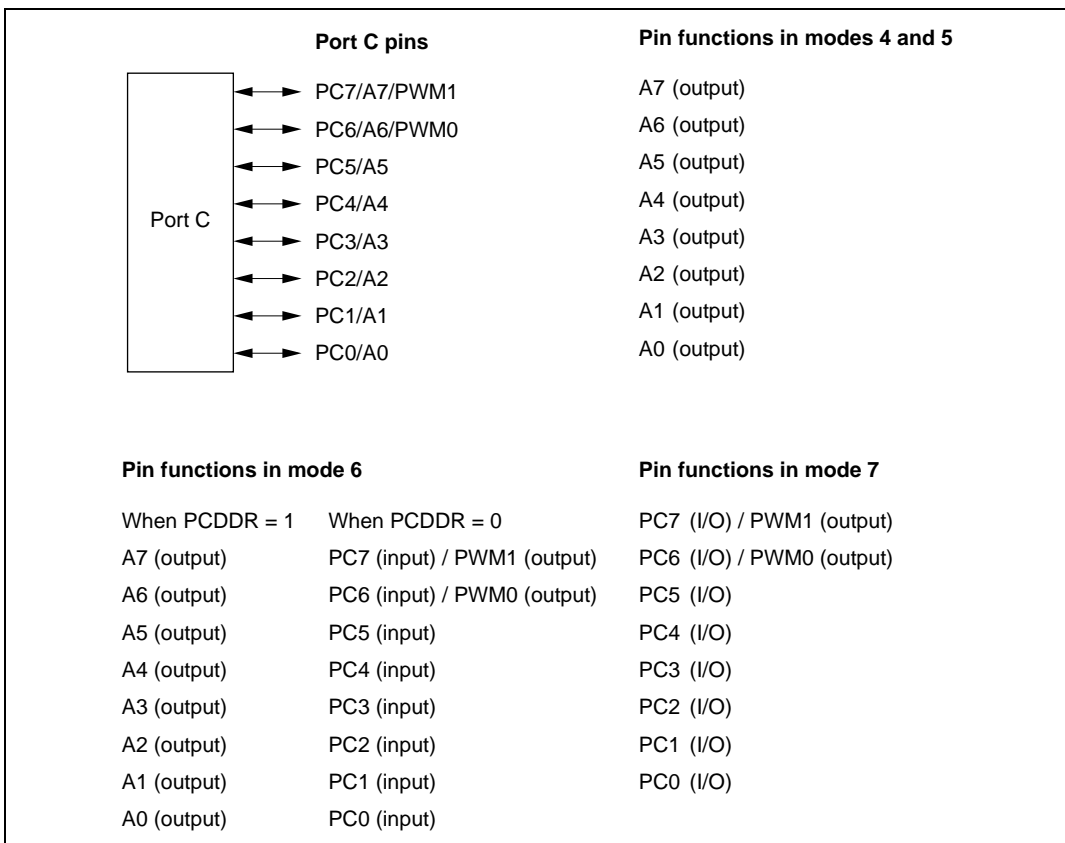 Port C pins
Pin functions in modes 4 and 5
Port C
PC7/A7/PWM1
A7 (output)
PC6/A6/PWM0
A6 (output)
PC5/A5
A5 (output)
PC4/A4
A4 (output)
PC3/A3
A3 (output)
PC2/A2
A2 (output)
PC1/A1
A1 (output)
PC0/A0
A0 (output)
Pin functions in mode 6
Pin functions in mode 7
When PCDDR = 1
When PCDDR = 0
PC7 (I/O) / PWM1 (output)
A7 (output)
PC7 (input) / PWM1 (output)
PC6 (I/O) / PWM0 (output)
A6 (output)
PC6 (input) / PWM0 (output)
PC5 (I/O)
A5 (output)
PC5 (input)
PC4 (I/O)
A4 (output)
PC4 (input)
PC3 (I/O)
A3 (output)
PC3 (input)
PC2 (I/O)
A2 (output)
PC2 (input)
PC1 (I/O)
A1 (output)
PC1 (input)
PC0 (I/O)
A0 (output)
PC0 (input)